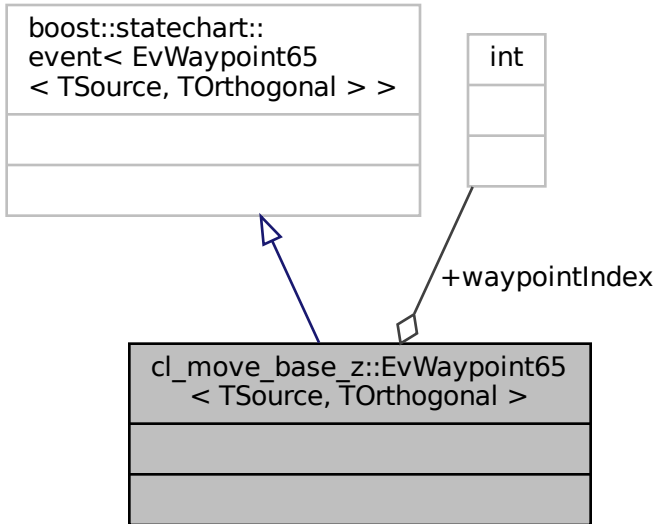 boost::statechart::
event< EvWaypoint65
< TSource, TOrthogonal > >
int
+waypointIndex
cl_move_base_z::EvWaypoint65
< TSource, TOrthogonal >